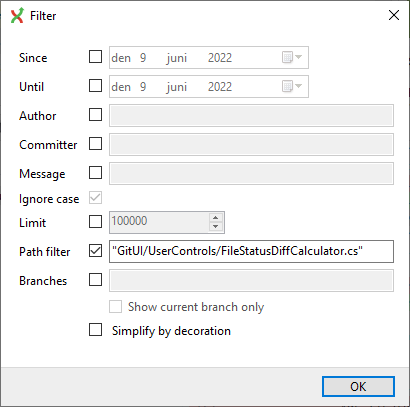 Filter
Since den 9 juni 2022
Until den 9 juni 2022
Author
Committer
Message
Ignore case
Limit 100000
Path filter "GitUI/UserControls/FileStatusDiffCalculator.cs"
Branches
Show current branch only
Simplify by decoration
OK